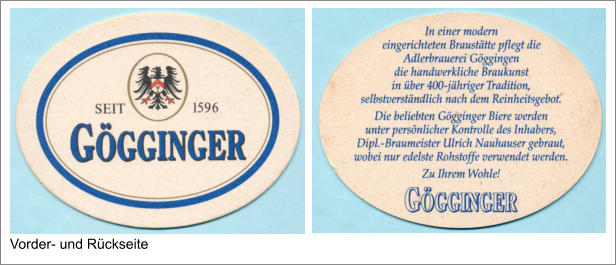 SEIT 1596
GÖGGINGER
In einer modern
eingerichteten Braustätte pflegt die
Adlerbrauerei Göggingen
die handwerkliche Braukunst
in über 400-jähriger Tradition,
selbstverständlich nach dem Reinheitsgebot.
Die beliebten Gögginger Biere werden
unter persönlicher Kontrolle des Inhabers,
Dipl.-Braumeister Ulrich Nauhauser gebraut,
wobei nur edelste Rohstoffe verwendet werden.
Zu Ihrem Wohle!
GÖGGINGER
Vorder- und Rückseite